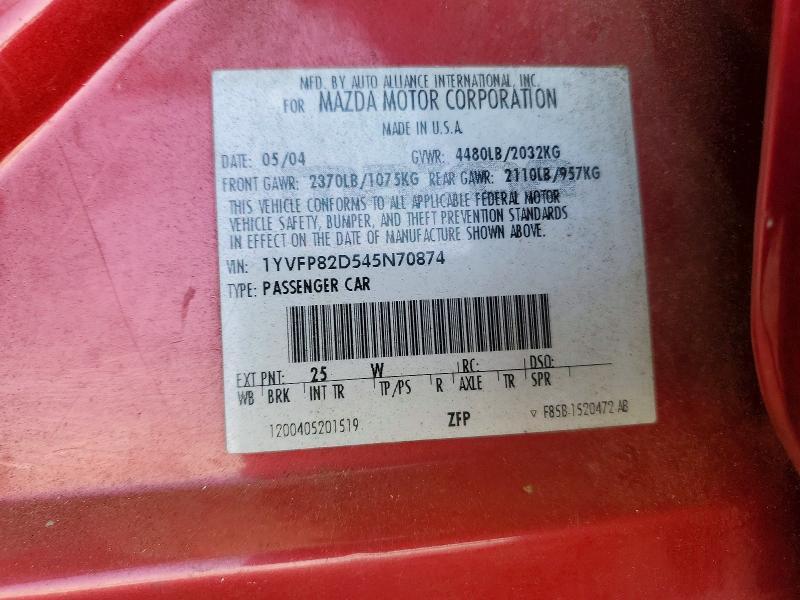 MFD. BY AUTO ALLIANCE INTERNATIONAL, INC.
FOR MAZDA MOTOR CORPORATION
MADE IN U.S.A.
DATE: 05/04 GVWR: 4480LB/2032KG
FRONT GAWR: 2370LB/1075KG REAR GAWR: 2110LB/957KG
THIS VEHICLE CONFORMS TO ALL APPLICABLE FEDERAL MOTOR
VEHICLE SAFETY, BUMPER, AND THEFT PREVENTION STANDARDS
IN EFFECT ON THE DATE OF MANUFACTURE SHOWN ABOVE.
VIN: 1YVFP82D545N70874
TYPE: PASSENGER CAR
EXT PNT: 25 W RC: DSO:
WB BRK INT TR TP/PS R AXLE TR SPR
1200405201519 ZFP ▽ F85B-1520472-AB